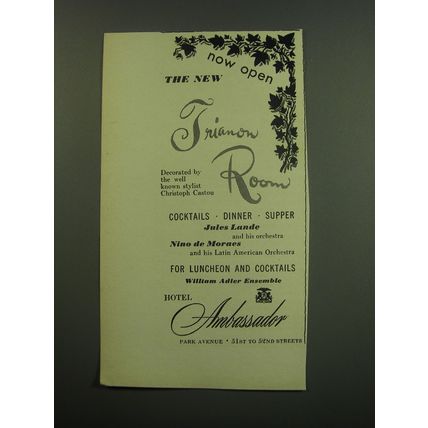 now open
THE NEW
Trianon
Room
Decorated by
the well
known stylist
Christoph Castou
COCKTAILS · DINNER · SUPPER
Jules Lande
and his orchestra
Nino de Moraes
and his Latin American Orchestra
FOR LUNCHEON AND COCKTAILS
William Adler Ensemble
HOTEL
Ambassador
PARK AVENUE · 51ST TO 52ND STREETS